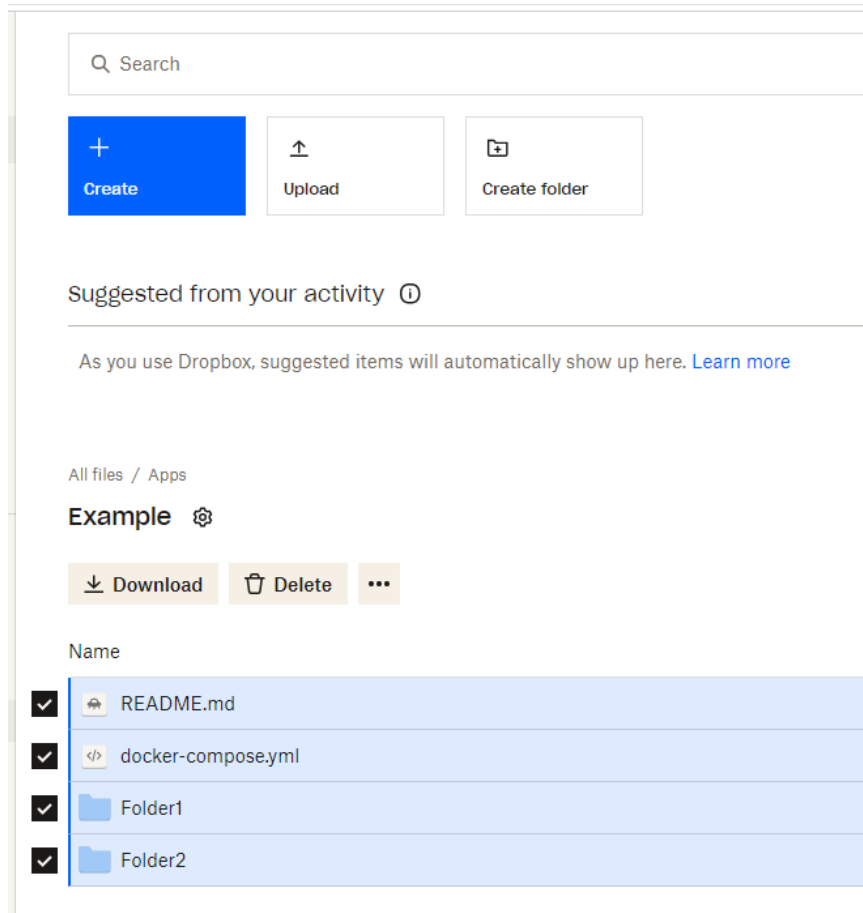 Search
Create
Upload
Create folder
Suggested from your activity
As you use Dropbox, suggested items will automatically show up here. Learn more
All files / Apps
Example
Download Delete •••
Name
README.md
docker-compose.yml
Folder1
Folder2